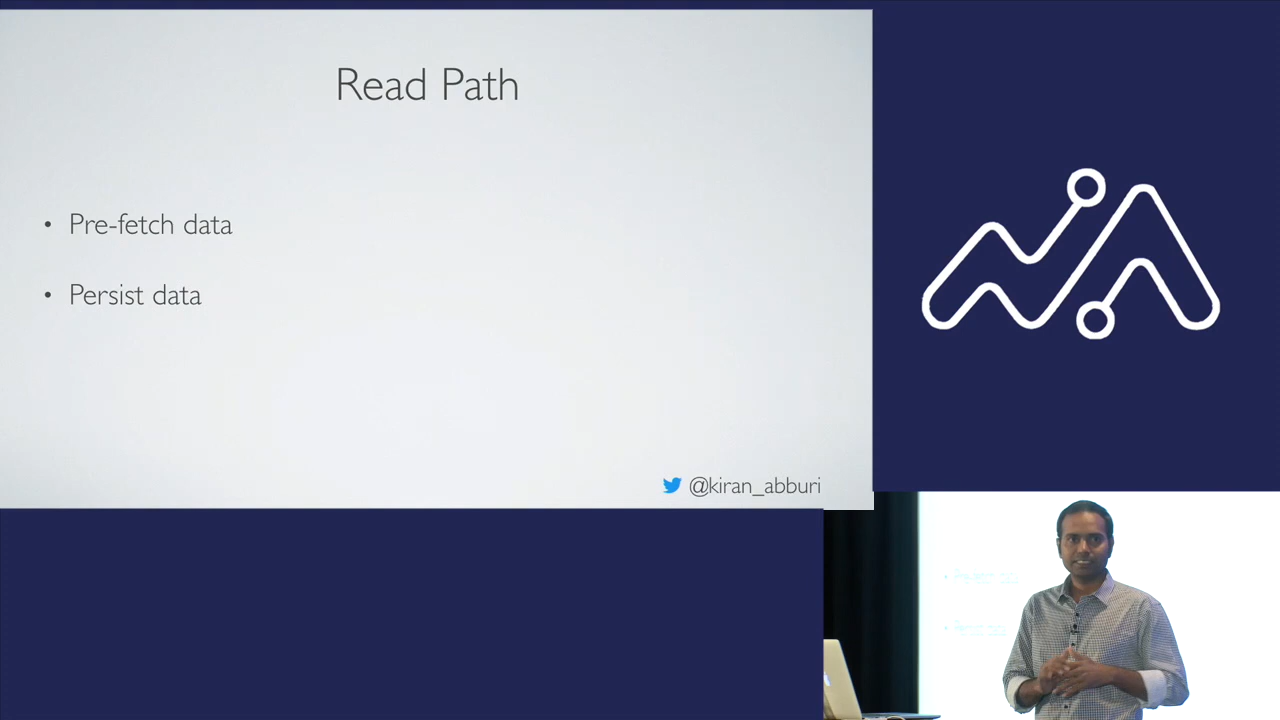 Read Path
• Pre-fetch data
• Persist data
@kiran_abburi